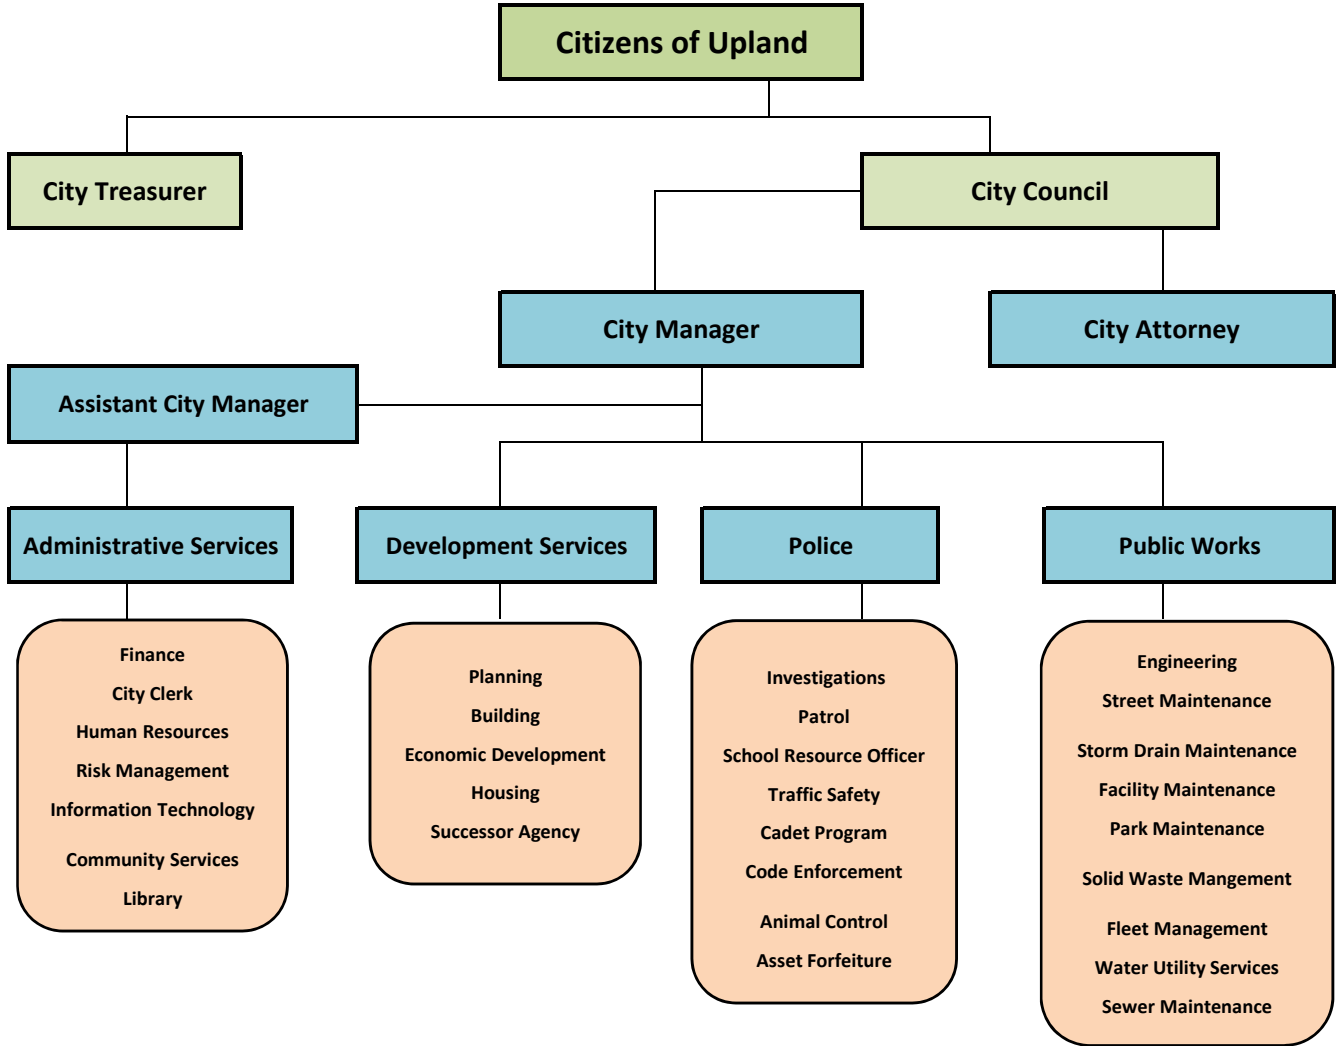 Citizens of Upland
City Treasurer
City Council
City Manager
City Attorney
Assistant City Manager
Administrative Services
Development Services
Police
Public Works
Finance
City Clerk
Human Resources
Risk Management
Information Technology
Community Services
Library
Planning
Building
Economic Development
Housing
Successor Agency
Investigations
Patrol
School Resource Officer
Traffic Safety
Cadet Program
Code Enforcement
Animal Control
Asset Forfeiture
Engineering
Street Maintenance
Storm Drain Maintenance
Facility Maintenance
Park Maintenance
Solid Waste Mangement
Fleet Management
Water Utility Services
Sewer Maintenance